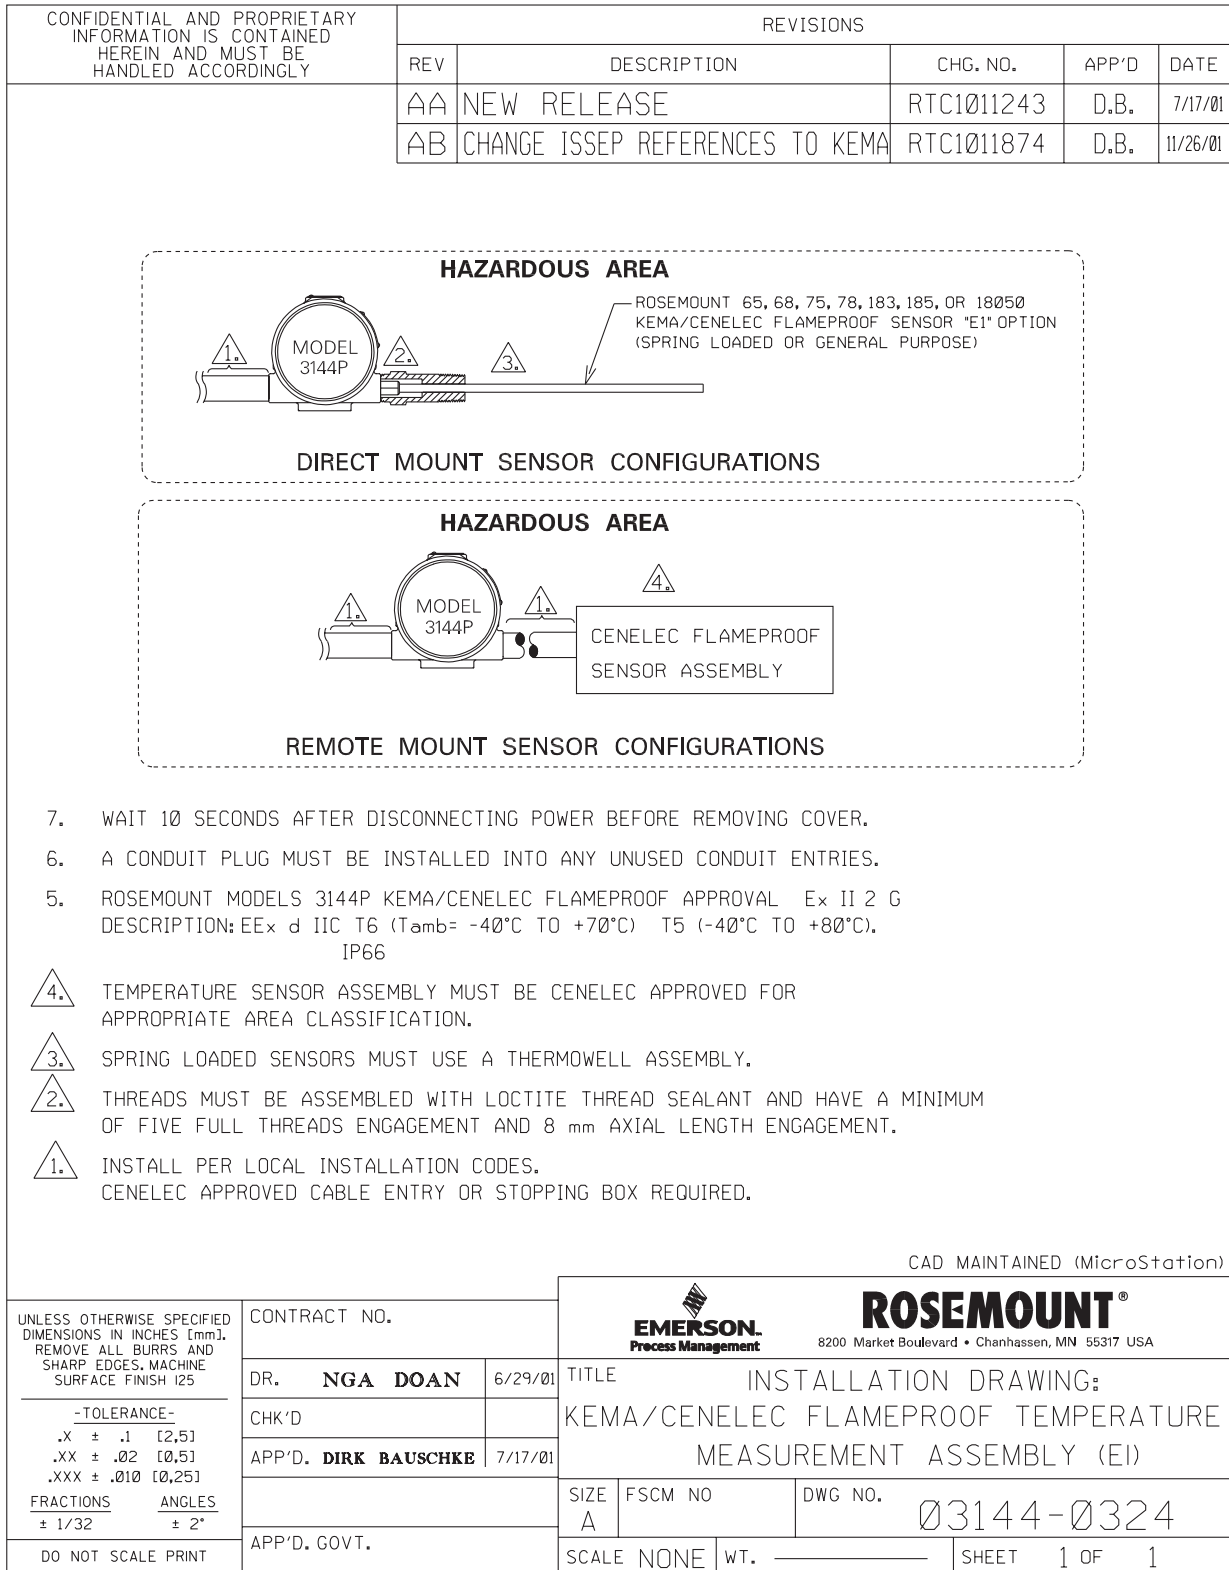 CONFIDENTIAL AND PROPRIETARY
INFORMATION IS CONTAINED
HEREIN AND MUST BE
HANDLED ACCORDINGLY
REVISIONS
REV DESCRIPTION CHG. NO. APP'D DATE
AA NEW RELEASE RTC1011243 D.B. 7/17/01
AB CHANGE ISSEP REFERENCES TO KEMA RTC1011874 D.B. 11/26/01
HAZARDOUS AREA
ROSEMOUNT 65, 68, 75, 78, 183, 185, OR 18050
KEMA/CENELEC FLAMEPROOF SENSOR "E1" OPTION
(SPRING LOADED OR GENERAL PURPOSE)
1.
MODEL
3144P
2.
3.
DIRECT MOUNT SENSOR CONFIGURATIONS
HAZARDOUS AREA
1.
MODEL
3144P
1.
4.
CENELEC FLAMEPROOF
SENSOR ASSEMBLY
REMOTE MOUNT SENSOR CONFIGURATIONS
7. WAIT 10 SECONDS AFTER DISCONNECTING POWER BEFORE REMOVING COVER.
6. A CONDUIT PLUG MUST BE INSTALLED INTO ANY UNUSED CONDUIT ENTRIES.
5. ROSEMOUNT MODELS 3144P KEMA/CENELEC FLAMEPROOF APPROVAL Ex II 2 G
DESCRIPTION: EEx d IIC T6 (Tamb= -40°C TO +70°C) T5 (-40°C TO +80°C).
IP66
4. TEMPERATURE SENSOR ASSEMBLY MUST BE CENELEC APPROVED FOR
APPROPRIATE AREA CLASSIFICATION.
3. SPRING LOADED SENSORS MUST USE A THERMOWELL ASSEMBLY.
2. THREADS MUST BE ASSEMBLED WITH LOCTITE THREAD SEALANT AND HAVE A MINIMUM
OF FIVE FULL THREADS ENGAGEMENT AND 8 mm AXIAL LENGTH ENGAGEMENT.
1. INSTALL PER LOCAL INSTALLATION CODES.
CENELEC APPROVED CABLE ENTRY OR STOPPING BOX REQUIRED.
CAD MAINTAINED (MicroStation)
UNLESS OTHERWISE SPECIFIED
DIMENSIONS IN INCHES [mm].
REMOVE ALL BURRS AND
SHARP EDGES. MACHINE
SURFACE FINISH 125
-TOLERANCE-
.X ± .1 [2,5]
.XX ± .02 [0,5]
.XXX ± .010 [0,25]
FRACTIONS ANGLES
± 1/32 ± 2°
DO NOT SCALE PRINT
CONTRACT NO.
DR. NGA DOAN 6/29/01
CHK'D
APP'D. DIRK BAUSCHKE 7/17/01
APP'D. GOVT.
EMERSON.
Process Management
ROSEMOUNT®
8200 Market Boulevard • Chanhassen, MN 55317 USA
TITLE INSTALLATION DRAWING:
KEMA/CENELEC FLAMEPROOF TEMPERATURE
MEASUREMENT ASSEMBLY (EI)
SIZE A FSCM NO DWG NO. 03144-0324
SCALE NONE WT. SHEET 1 OF 1